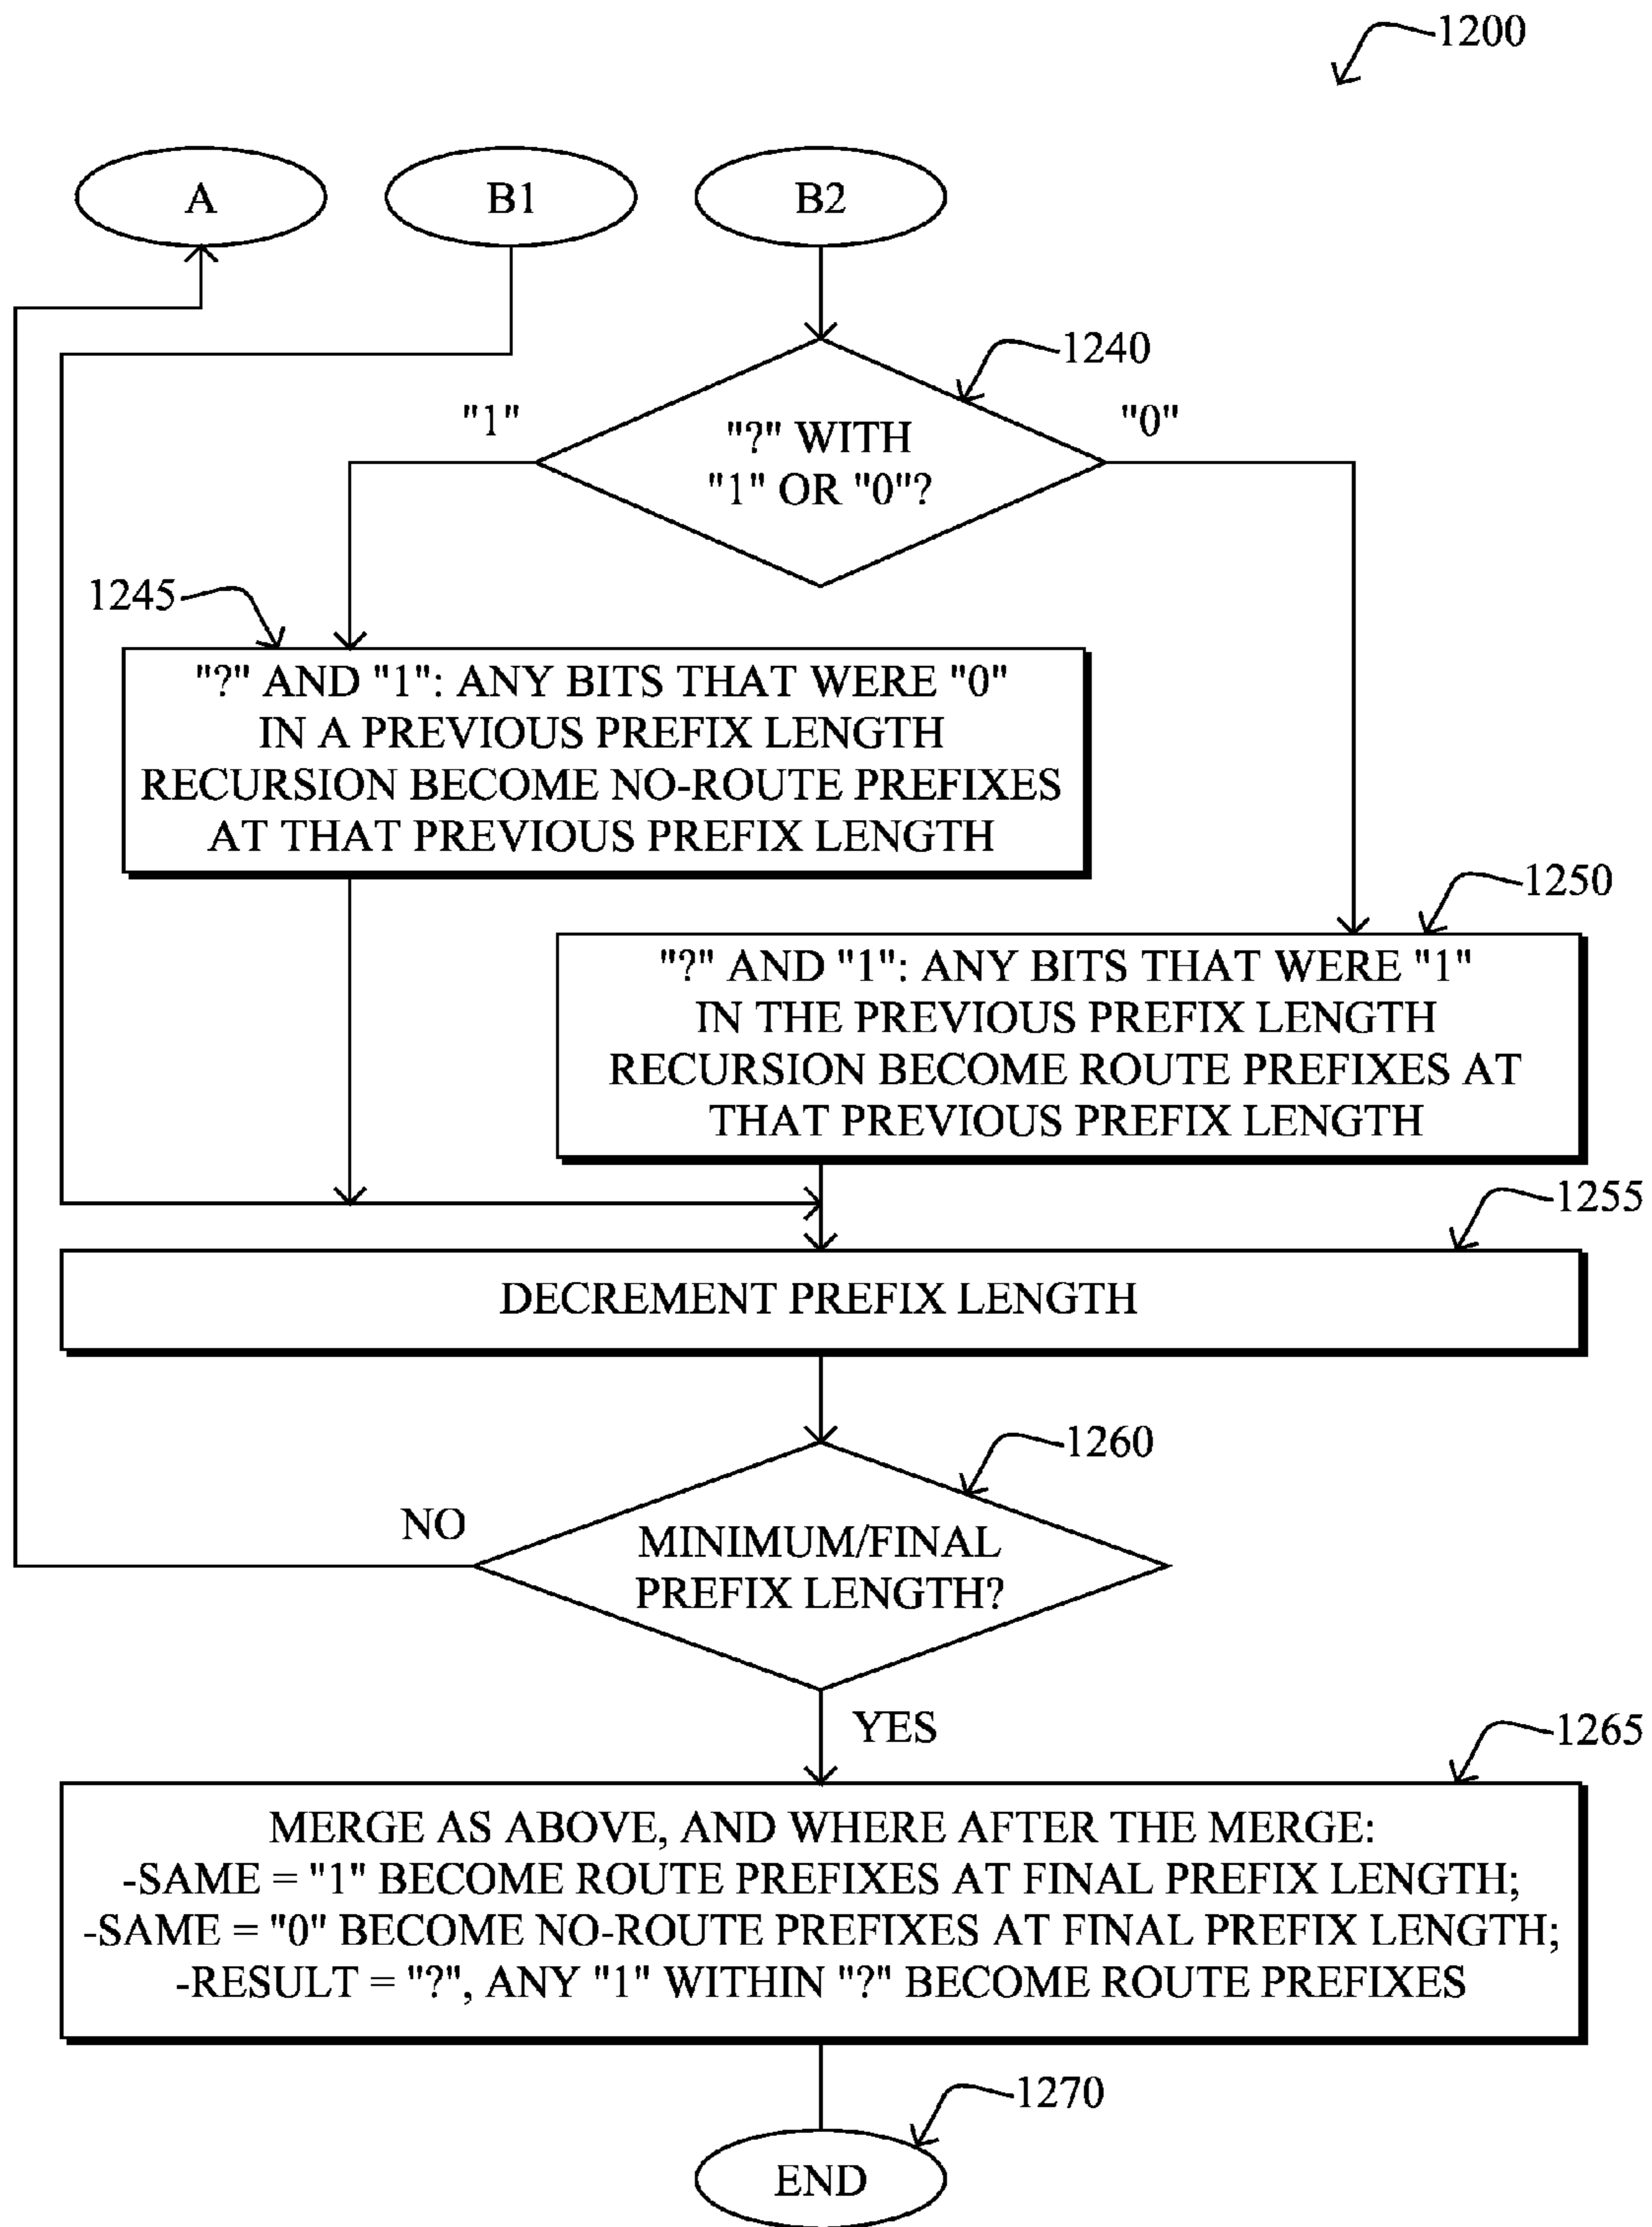 1200
A
B1
B2
1240
"1"
"?" WITH
"1" OR "0"?
"0"
1245
"?" AND "1": ANY BITS THAT WERE "0"
IN A PREVIOUS PREFIX LENGTH
RECURSION BECOME NO-ROUTE PREFIXES
AT THAT PREVIOUS PREFIX LENGTH
1250
"?" AND "1": ANY BITS THAT WERE "1"
IN THE PREVIOUS PREFIX LENGTH
RECURSION BECOME ROUTE PREFIXES AT
THAT PREVIOUS PREFIX LENGTH
1255
DECREMENT PREFIX LENGTH
1260
NO
MINIMUM/FINAL
PREFIX LENGTH?
YES
1265
MERGE AS ABOVE, AND WHERE AFTER THE MERGE:
-SAME = "1" BECOME ROUTE PREFIXES AT FINAL PREFIX LENGTH;
-SAME = "0" BECOME NO-ROUTE PREFIXES AT FINAL PREFIX LENGTH;
-RESULT = "?", ANY "1" WITHIN "?" BECOME ROUTE PREFIXES
1270
END